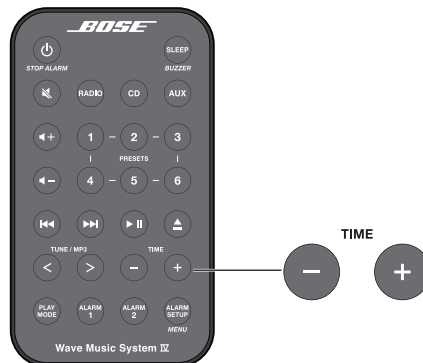 BOSE
SLEEP
STOP ALARM BUZZER
RADIO CD AUX
+ 1 - 2 - 3
PRESETS
- 4 - 5 - 6
TUNE / MP3 TIME
< > - +
PLAY MODE ALARM 1 ALARM 2 ALARM SETUP
MENU
Wave Music System IV
TIME
- +